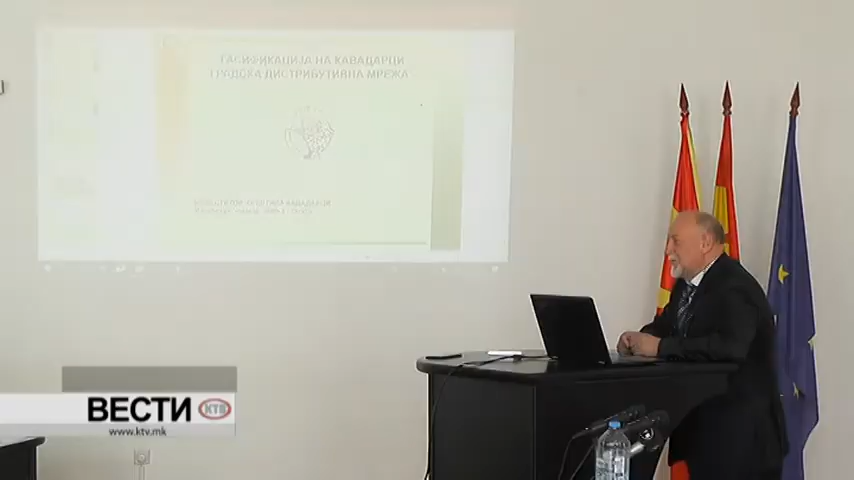 ГАСИФИКАЦИЈА НА КАВАДАРЦИ
ГРАДСКА ДИСТРИБУТИВНА МРЕЖА
ВЕСТИ КТВ
www.ktv.mk